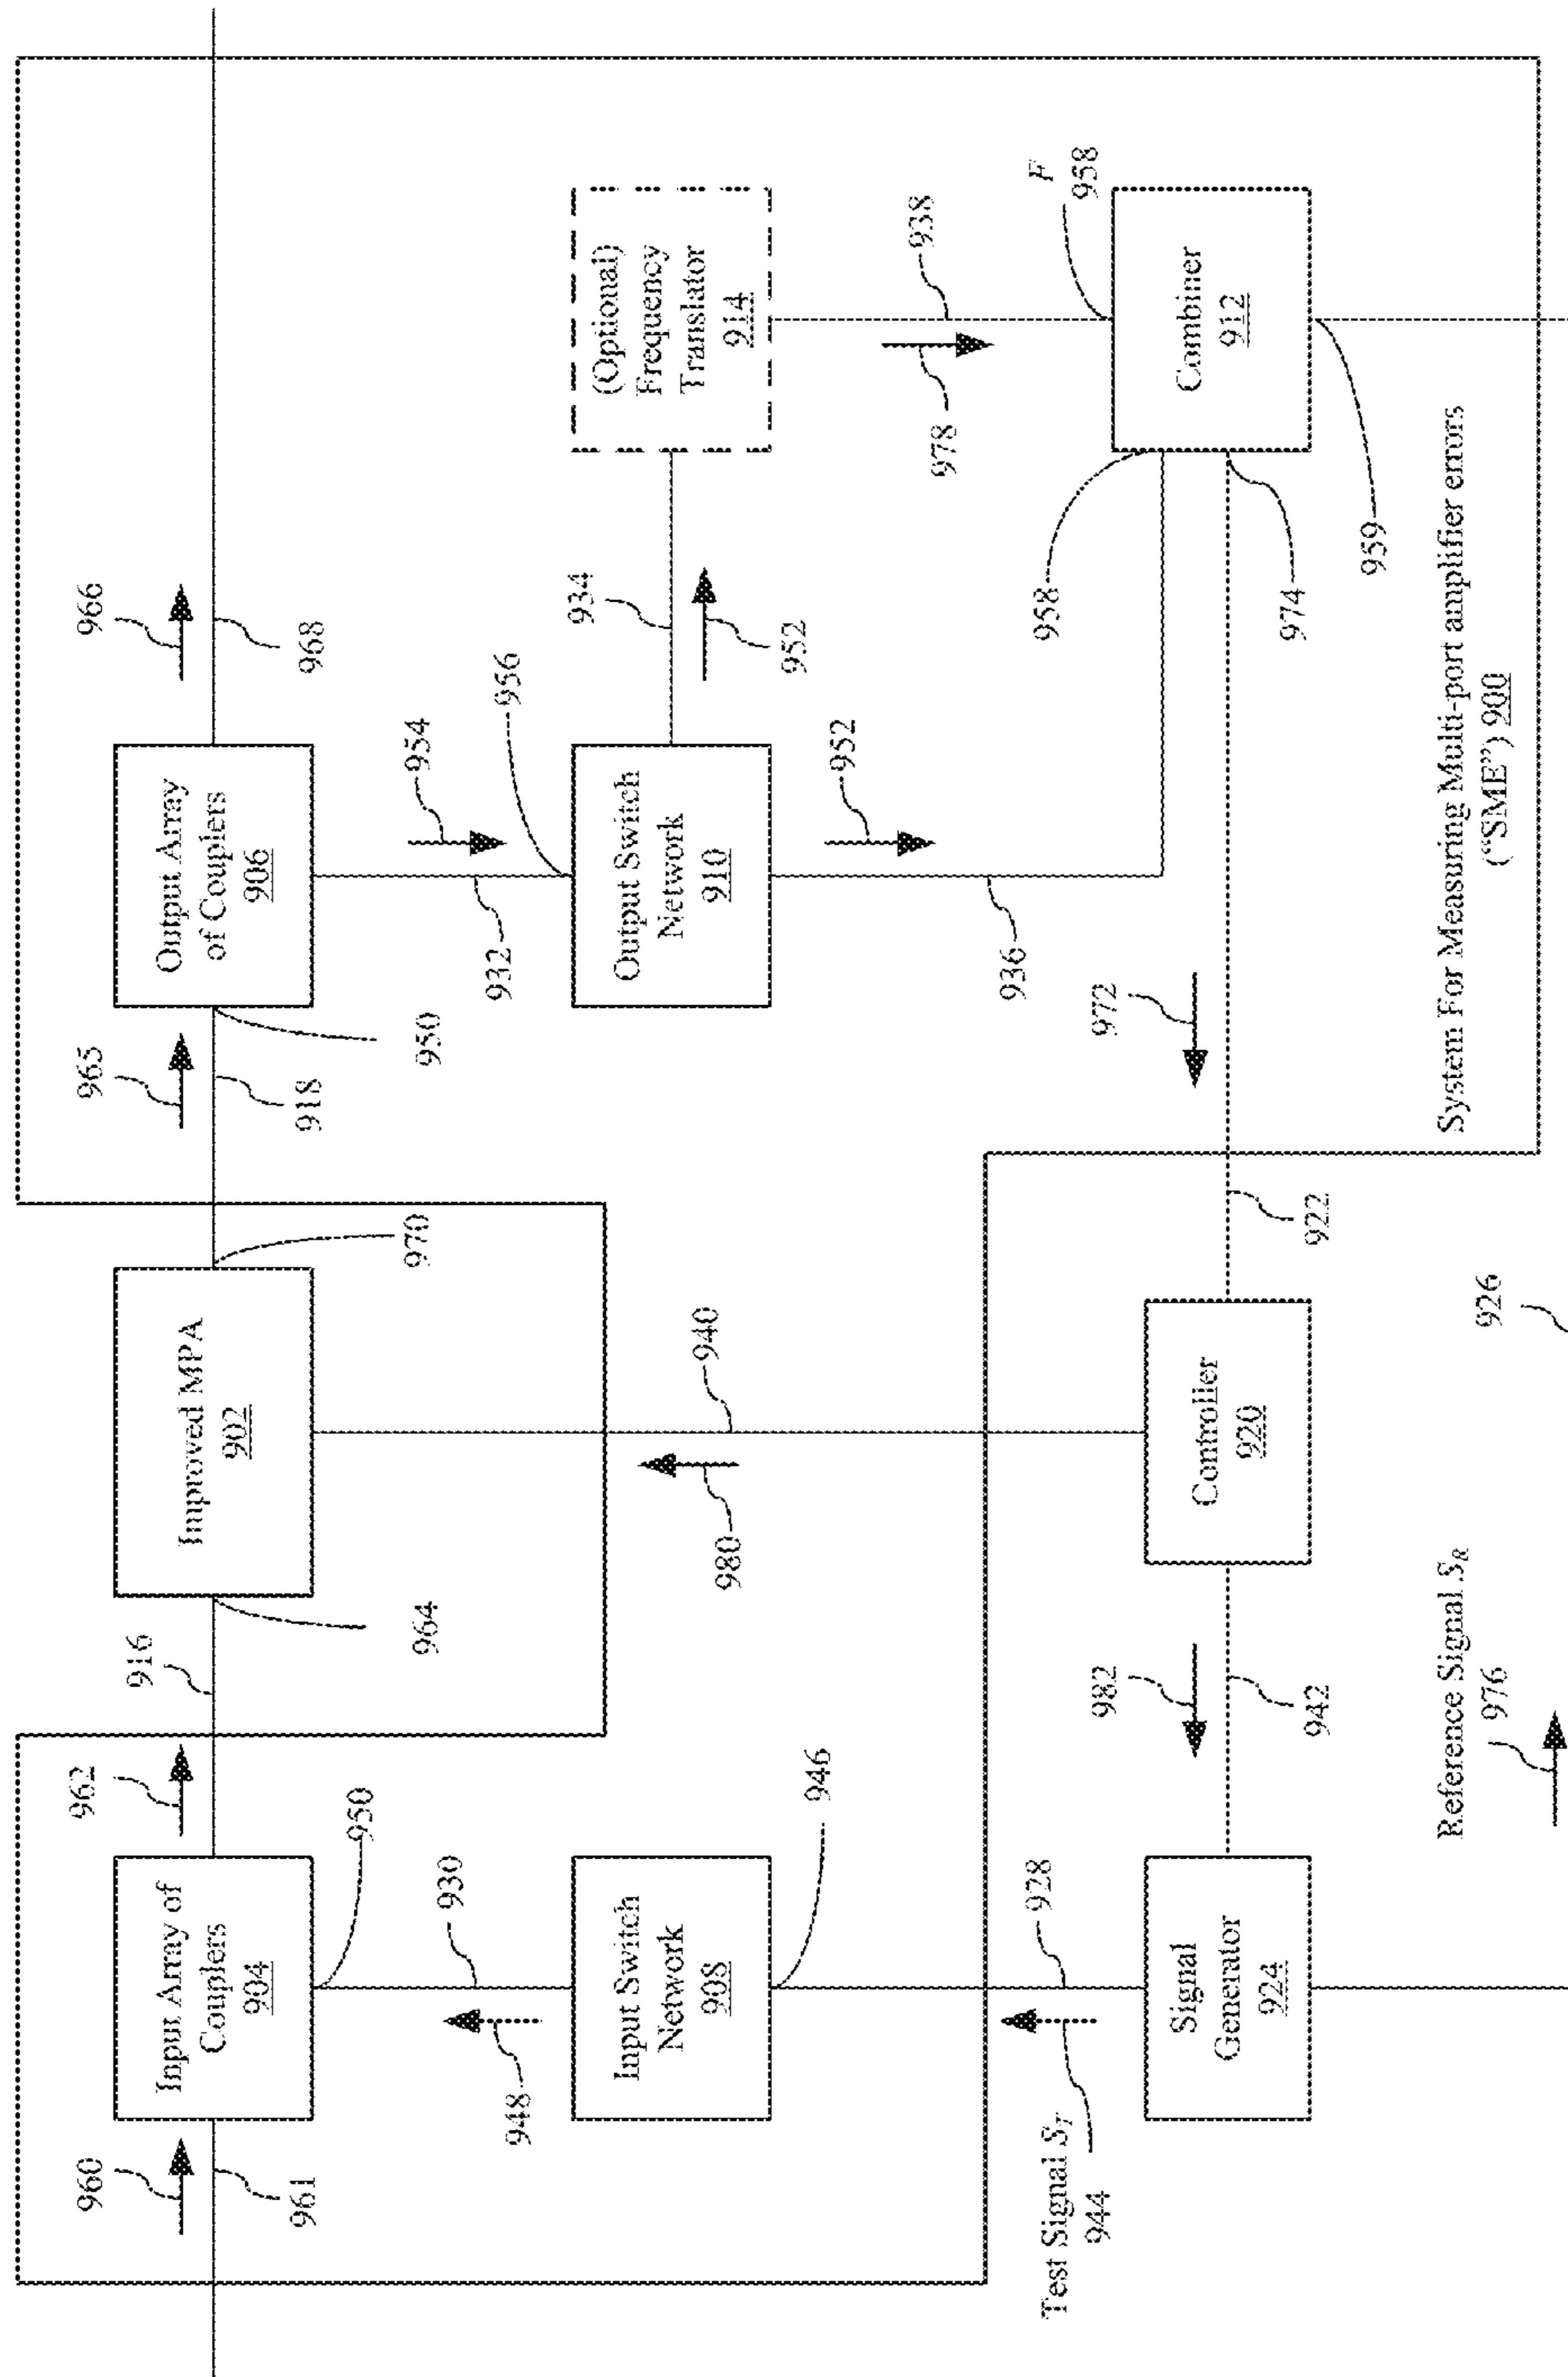 960
961
Input Array of
Couplers
904
962
916
950
964
Improved MPA
902
970
965
918
950
Output Array
of Couplers
906
966
968
948
930
Input Switch
Network
908
946
980
940
954
932
956
Output Switch
Network
910
934
952
952
936
(Optional)
Frequency
Translator
914
978
938
F
958
958
974
Combiner
912
959
Test Signal S_T
944
928
Signal
Generator
924
982
942
Controller
920
972
922
System For Measuring Multi-port amplifier errors
("SME") 900
Reference Signal S_R
976
926